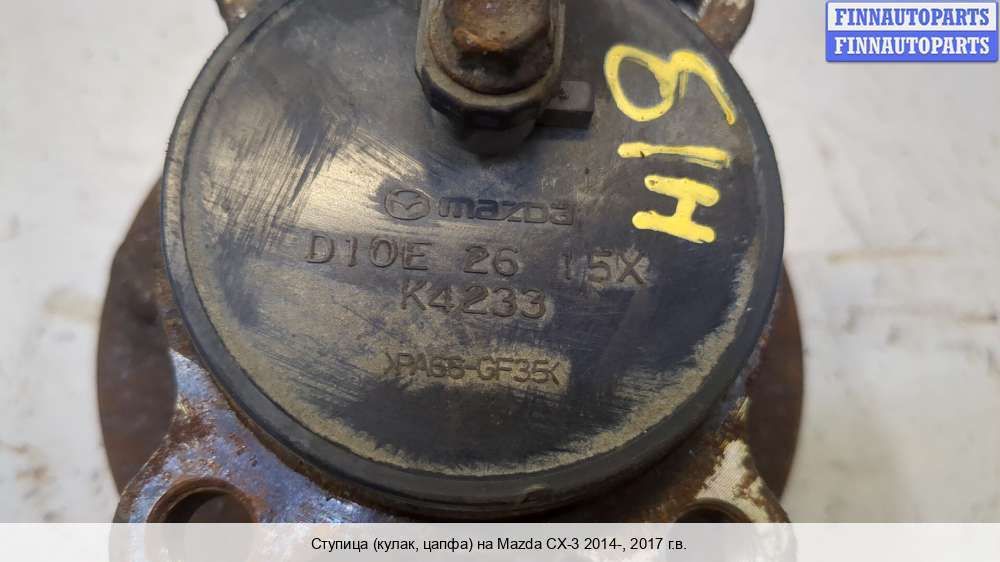 FINNAUTOPARTS
FINNAUTOPARTS
H19
mazda
D10E 26 15X
K4233
>PA66-GF35<
Ступица (кулак, цапфа) на Mazda CX-3 2014-, 2017 г.в.